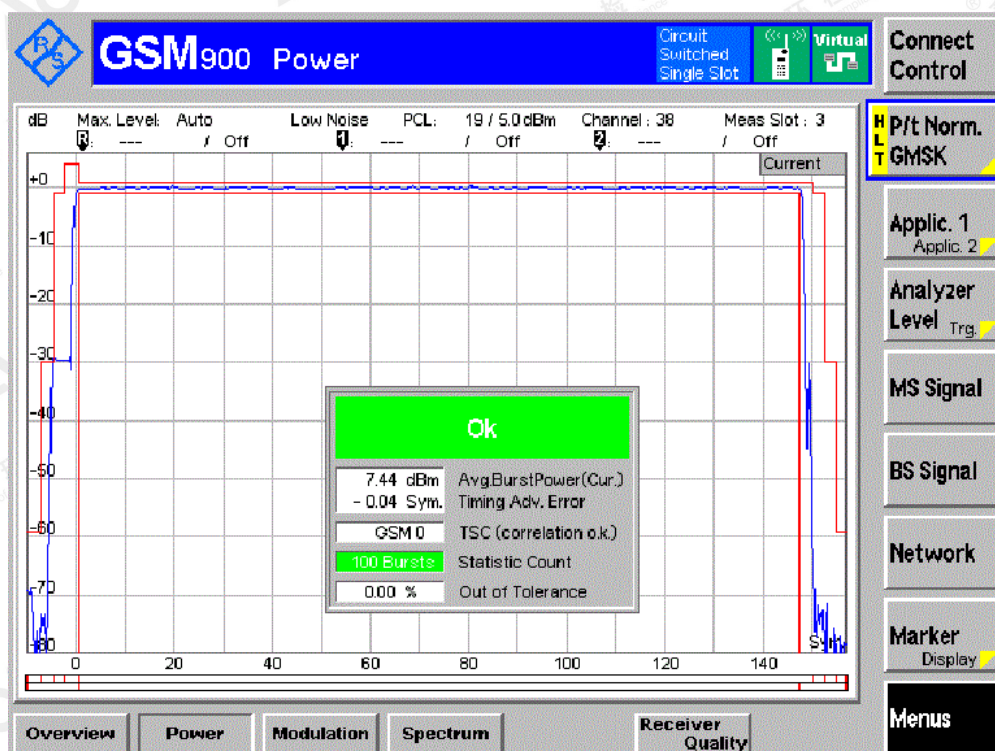 R S
GSM900 Power
Circuit Switched Single Slot
Virtual
Connect Control
dB Max. Level: Auto Low Noise PCL: 19 / 5.0 dBm Channel : 38 Meas Slot : 3
R: --- / Off 1: --- / Off 2: --- / Off
Current
HLT
P/t Norm. GMSK
Applic. 1
Applic. 2
Analyzer Level Trg.
MS Signal
BS Signal
Network
Marker
Display
Menus
+0
-10
-20
-30
-40
-50
-60
-70
-80
Ok
7.44 dBm Avg.BurstPower(Cur.)
- 0.04 Sym. Timing Adv. Error
GSM 0 TSC (correlation o.k.)
100 Bursts Statistic Count
0.00 % Out of Tolerance
0 20 40 60 80 100 120 140
Overview Power Modulation Spectrum Receiver Quality